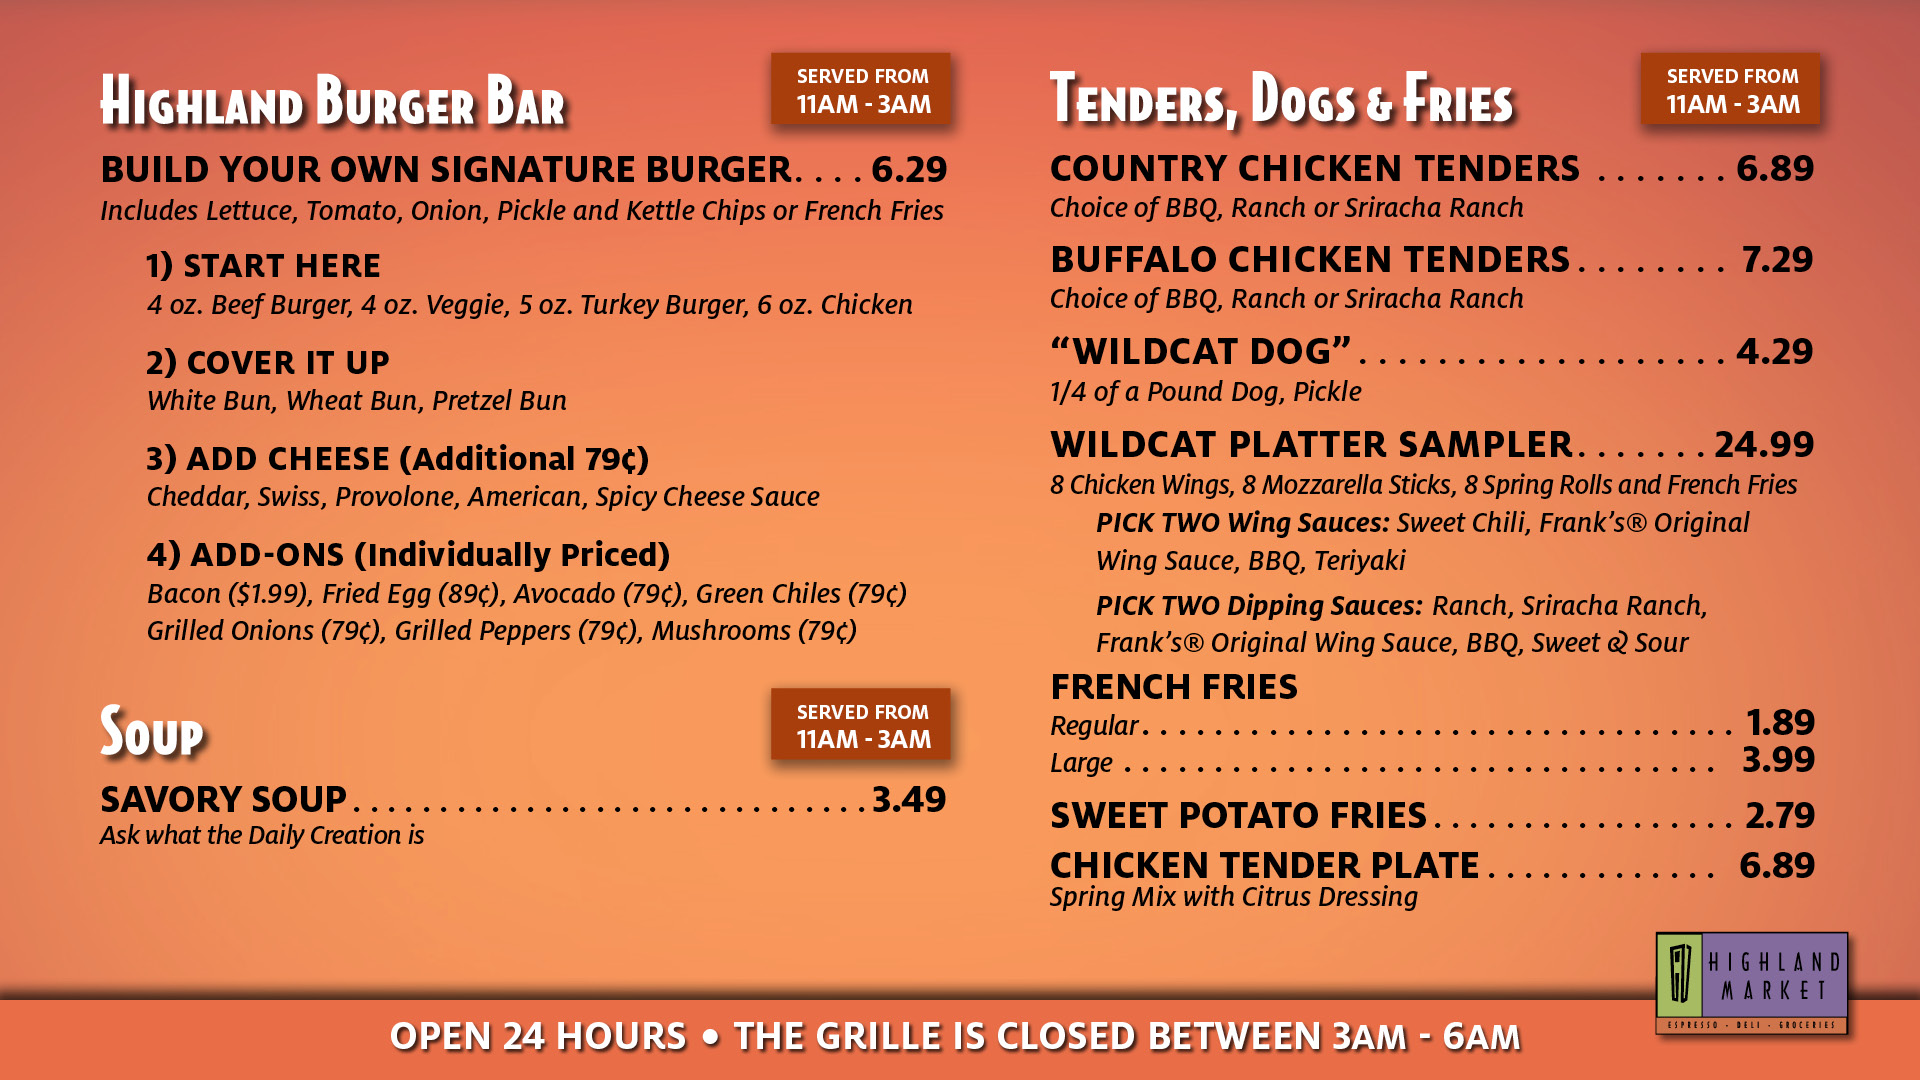 HIGHLAND BURGER BAR
SERVED FROM
11AM - 3AM
BUILD YOUR OWN SIGNATURE BURGER. . . . 6.29
Includes Lettuce, Tomato, Onion, Pickle and Kettle Chips or French Fries
1) START HERE
4 oz. Beef Burger, 4 oz. Veggie, 5 oz. Turkey Burger, 6 oz. Chicken
2) COVER IT UP
White Bun, Wheat Bun, Pretzel Bun
3) ADD CHEESE (Additional 79¢)
Cheddar, Swiss, Provolone, American, Spicy Cheese Sauce
4) ADD-ONS (Individually Priced)
Bacon ($1.99), Fried Egg (89¢), Avocado (79¢), Green Chiles (79¢)
Grilled Onions (79¢), Grilled Peppers (79¢), Mushrooms (79¢)
SOUP
SERVED FROM
11AM - 3AM
SAVORY SOUP . . . . . . . . . . . . . . . . . . . . . . . . . . . . 3.49
Ask what the Daily Creation is
TENDERS, DOGS & FRIES
SERVED FROM
11AM - 3AM
COUNTRY CHICKEN TENDERS . . . . . . . 6.89
Choice of BBQ, Ranch or Sriracha Ranch
BUFFALO CHICKEN TENDERS . . . . . . . . 7.29
Choice of BBQ, Ranch or Sriracha Ranch
“WILDCAT DOG” . . . . . . . . . . . . . . . . . . . . 4.29
1/4 of a Pound Dog, Pickle
WILDCAT PLATTER SAMPLER. . . . . . . 24.99
8 Chicken Wings, 8 Mozzarella Sticks, 8 Spring Rolls and French Fries
PICK TWO Wing Sauces: Sweet Chili, Frank’s® Original
Wing Sauce, BBQ, Teriyaki
PICK TWO Dipping Sauces: Ranch, Sriracha Ranch,
Frank’s® Original Wing Sauce, BBQ, Sweet & Sour
FRENCH FRIES
Regular . . . . . . . . . . . . . . . . . . . . . . . . . . . . . . . . 1.89
Large . . . . . . . . . . . . . . . . . . . . . . . . . . . . . . . . 3.99
SWEET POTATO FRIES . . . . . . . . . . . . . . . . . 2.79
CHICKEN TENDER PLATE . . . . . . . . . . . . . 6.89
Spring Mix with Citrus Dressing
HIGHLAND
MARKET
ESPRESSO - DELI - GROCERIES
OPEN 24 HOURS • THE GRILLE IS CLOSED BETWEEN 3AM - 6AM